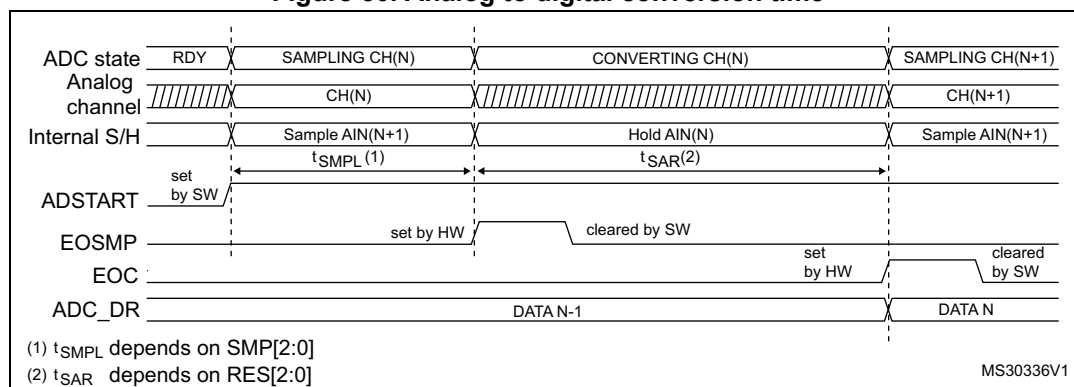 Figure 30. Analog to digital conversion time
ADC state RDY SAMPLING CH(N) CONVERTING CH(N) SAMPLING CH(N+1)
Analog channel CH(N) CH(N+1)
Internal S/H Sample AIN(N+1) Hold AIN(N) Sample AIN(N+1)
tSMPL(1) tSAR(2)
ADSTART set by SW
EOSMP set by HW cleared by SW
EOC set by HW cleared by SW
ADC_DR DATA N-1 DATA N
(1) tSMPL depends on SMP[2:0]
(2) tSAR depends on RES[2:0]
MS30336V1